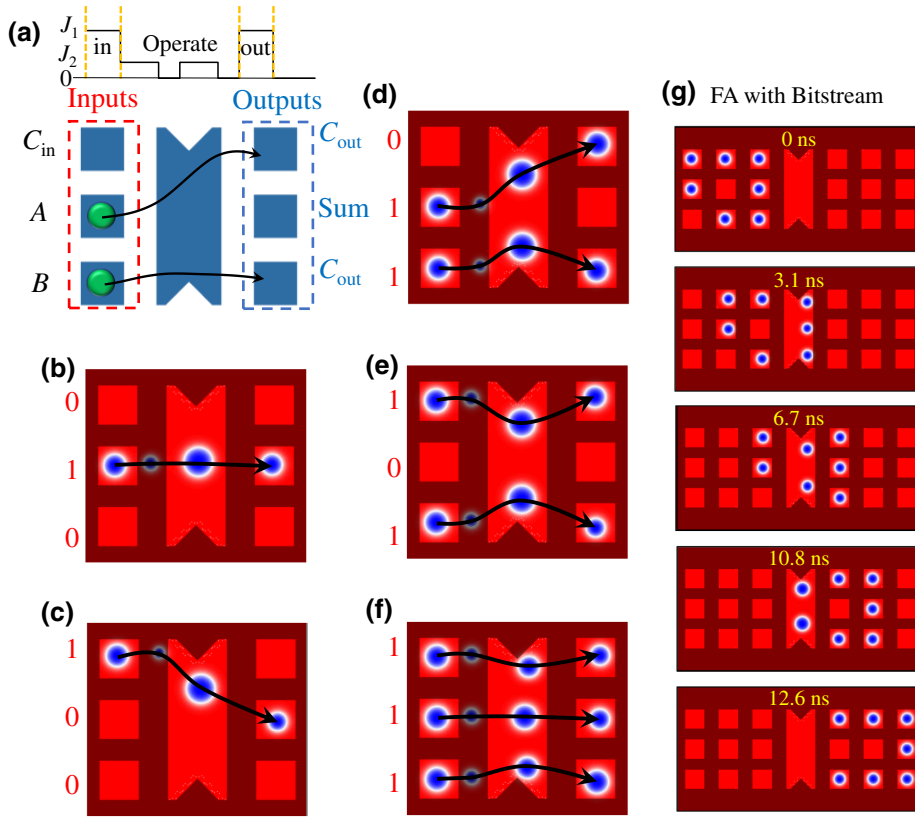 (a)
J1
J2
0
in
Operate
out
Inputs
Outputs
Cin
Cout
A
Sum
B
Cout
(b)
0
1
0
(c)
1
0
0
(d)
0
1
1
(e)
1
0
1
(f)
1
1
1
(g)
FA with Bitstream
0 ns
3.1 ns
6.7 ns
10.8 ns
12.6 ns